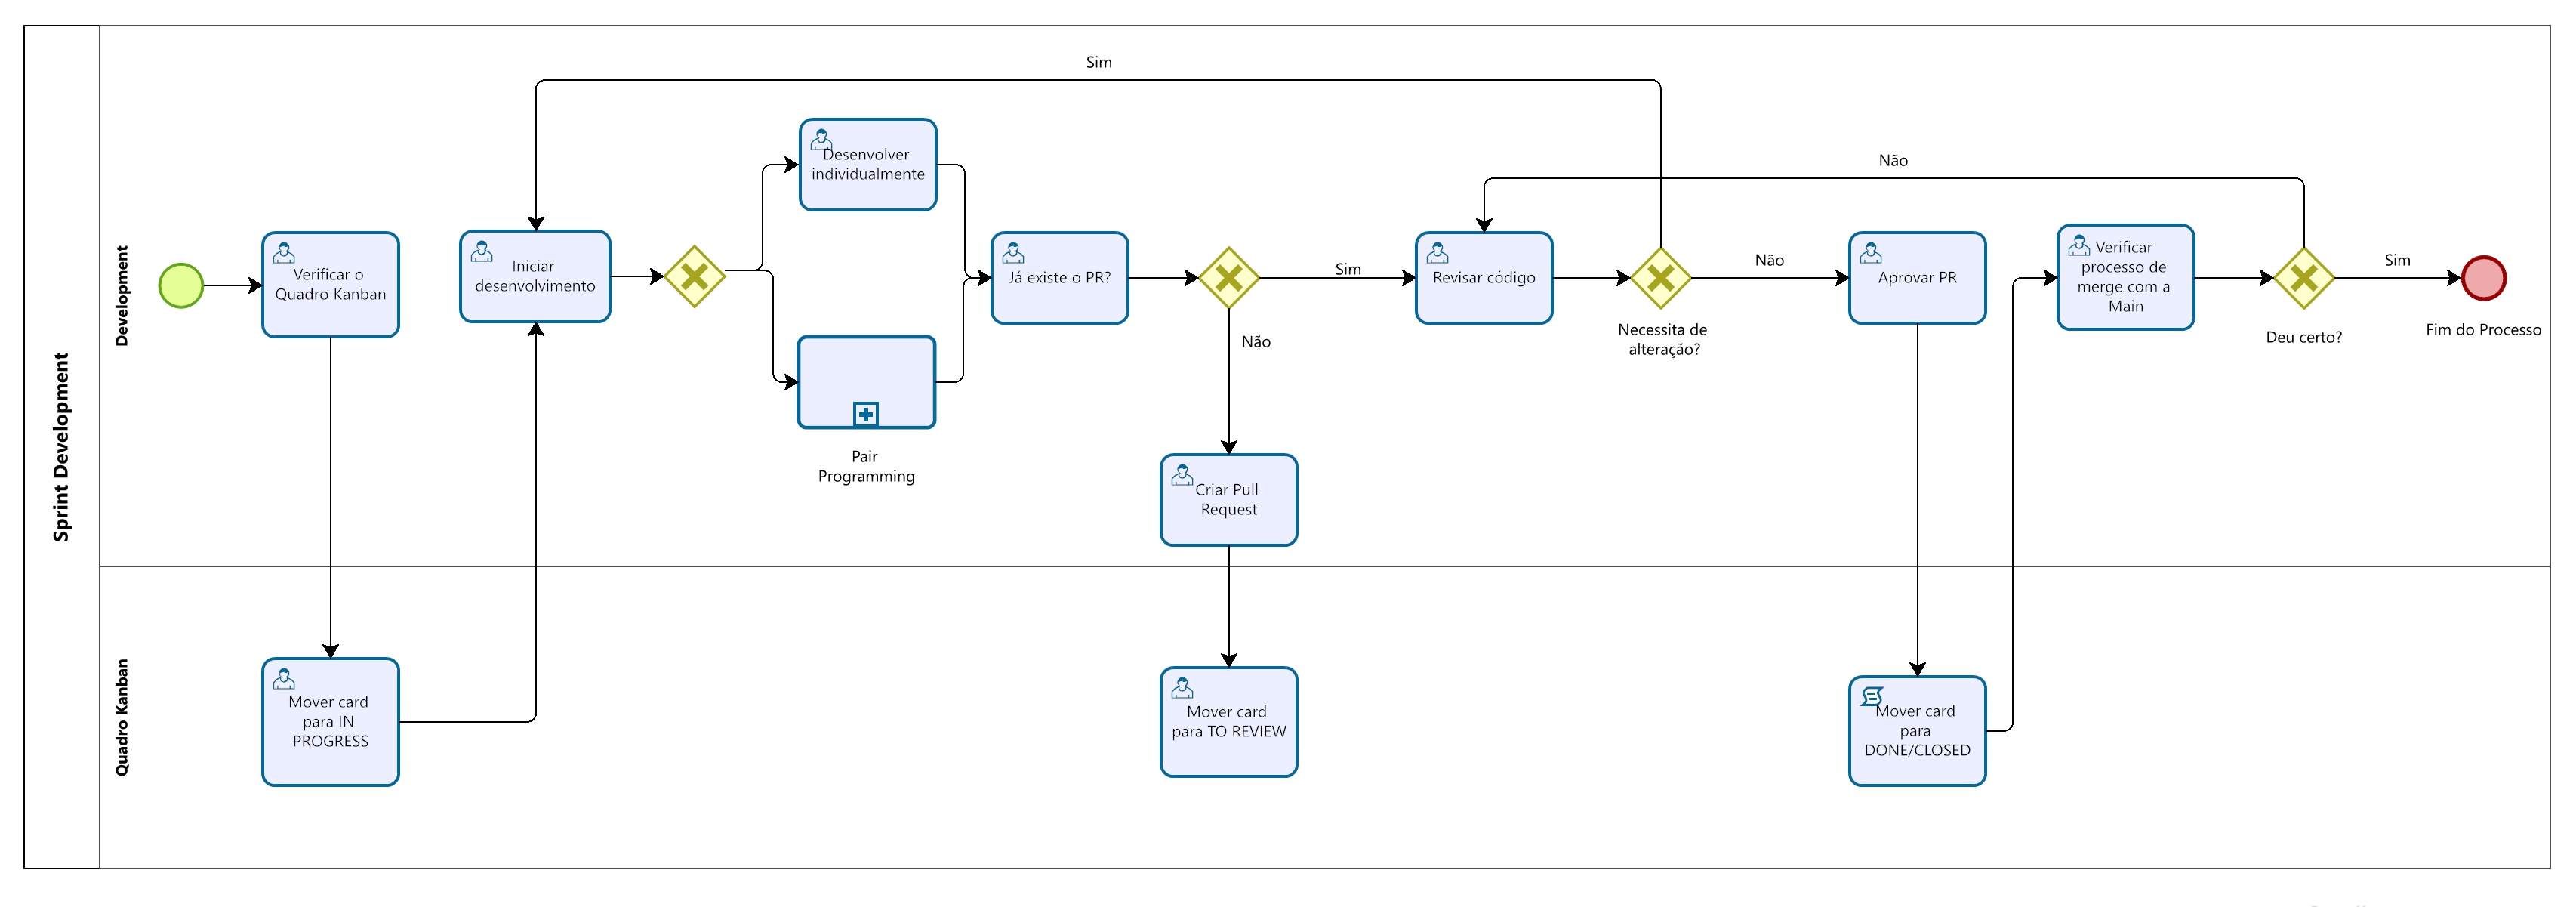 Sprint Development
Development
Quadro Kanban
Sim
Não
Desenvolver
individualmente
Verificar o
Quadro Kanban
Iniciar
desenvolvimento
Já existe o PR?
Sim
Revisar código
Não
Aprovar PR
Verificar
processo de
merge com a
Main
Sim
Não
Necessita de
alteração?
Deu certo?
Fim do Processo
Pair
Programming
Criar Pull
Request
Mover card
para IN
PROGRESS
Mover card
para TO REVIEW
Mover card
para
DONE/CLOSED